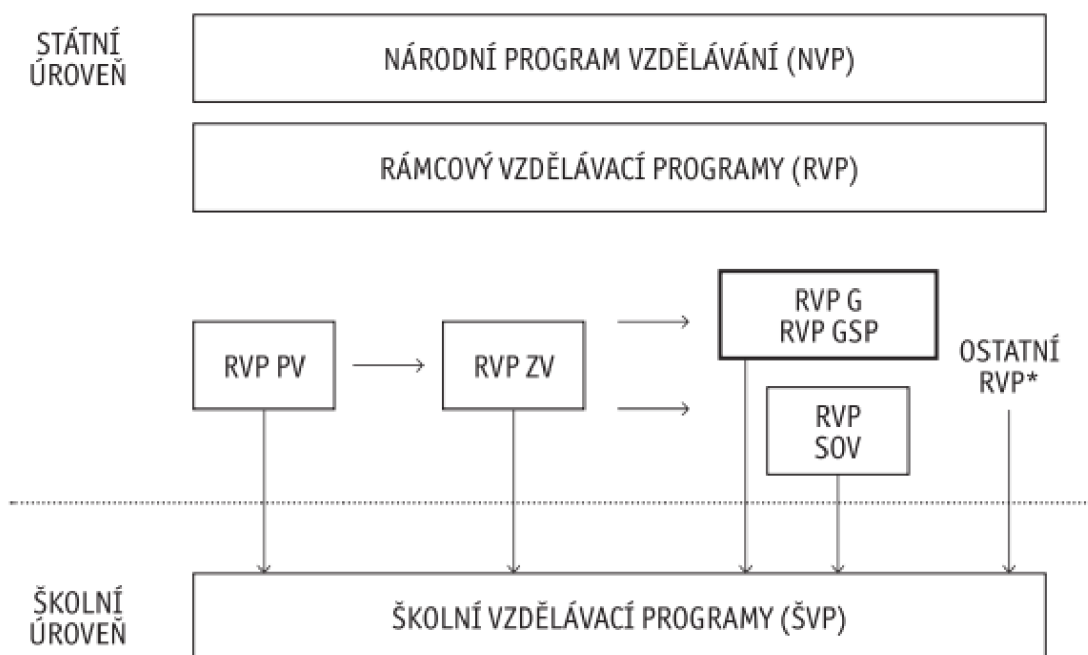 STÁTNÍ
ÚROVEŇ
NÁRODNÍ PROGRAM VZDĚLÁVÁNÍ (NVP)
RÁMCOVÝ VZDĚLÁVACÍ PROGRAMY (RVP)
RVP PV
RVP ZV
RVP G
RVP GSP
RVP
SOV
OSTATNÍ
RVP*
ŠKOLNÍ
ÚROVEŇ
ŠKOLNÍ VZDĚLÁVACÍ PROGRAMY (ŠVP)